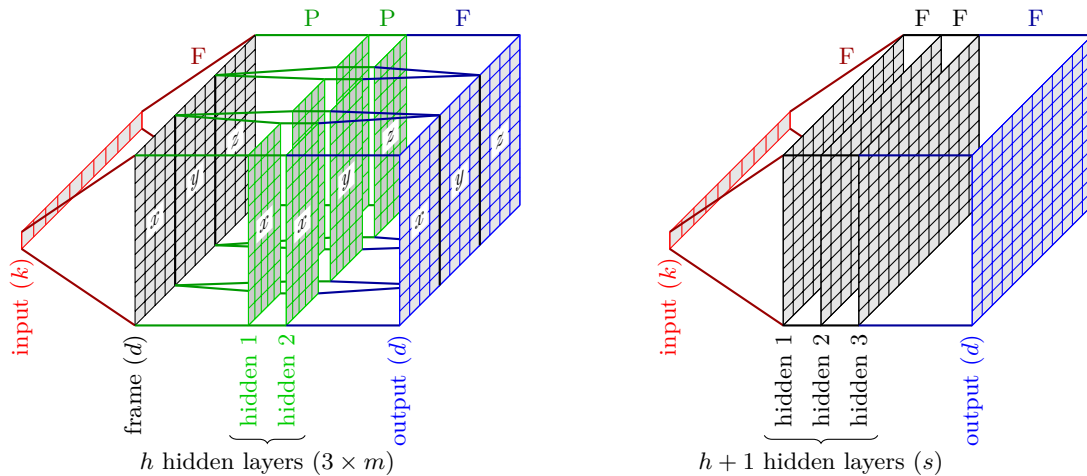 P P F
F
x y
x x y
x y
input (k)
frame (d)
hidden 1
hidden 2
output (d)
h hidden layers (3 × m)
F F F
F
input (k)
hidden 1
hidden 2
hidden 3
output (d)
h + 1 hidden layers (s)